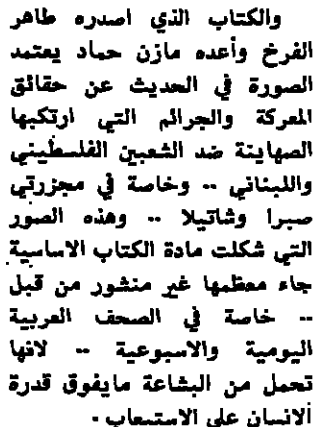 والكتاب الذي اصدره طاهر
الفرخ وأعده مازن حماد يعتمد
الصورة في الحديث عن حقائق
المعركة والجرائم التي ارتكبها
الصهاينة ضد الشعبين الفلسطيني
واللبناني .. وخاصة في مجزرتي
صبرا وشاتيلا .. وهذه الصور
التي شكلت مادة الكتاب الاساسية
جاء معظمها غير منشور من قبل
.. خاصة في الصحف العربية
اليومية والاسبوعية .. لانها
تحمل من البشاعة مايفوق قدرة
الانسان على الاستيعاب .